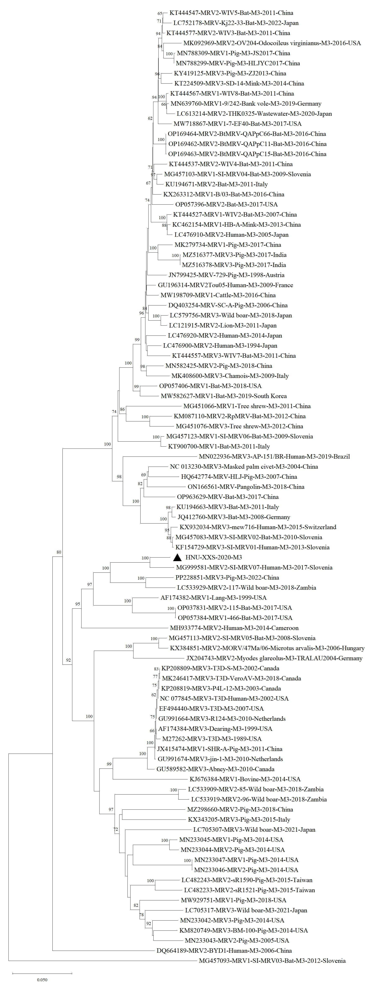 65
KT444547-MRV2-WIV5-Bat-M3-2011-China
71
LC752178-MRV-Kj22-33-Bat-M3-2022-Japan
94
KT444577-MRV2-WIV3-Bat-M3-2011-China
MK092969-MRV2-OV204-Odocoileus virginianus-M3-2016-USA
84
100
MN788309-MRV1-Pig-M3-JS2017-China
MN788299-MRV-Pig-M3-HLJYC2017-China
96
KY419125-MRV3-Pig-M3-ZJ2013-China
KT224509-MRV3-SD-14-Mink-M3-2014-China
94
100
KT444567-MRV1-WIV8-Bat-M3-2011-China
66
MN639760-MRV1-9/242-Bank vole-M3-2019-Germany
LC613214-MRV2-THK0325-Wastewater-M3-2020-Japan
62
MW718867-MRV1-7-EF40-Bat-M3-2017-USA
OP169464-MRV2-BtMRV-QAPpC66-Bat-M3-2016-China
100
OP169462-MRV2-BtMRV-QAPpC11-Bat-M3-2016-China
OP169463-MRV2-BtMRV-QAPpC15-Bat-M3-2016-China
71
KT444537-MRV2-WIV4-Bat-M3-2011-China
97
MG457103-MRV1-SI-MRV04-Bat-M3-2009-Slovenia
67
KU194671-MRV2-Bat-M3-2011-Italy
KX263312-MRV1-B/03-Bat-M3-2016-China
74
OP057396-MRV2-Bat-M3-2017-USA
100
KT444527-MRV1-WIV2-Bat-M3-2007-China
88
KC462154-MRV1-HB-A-Mink-M3-2013-China
LC476910-MRV2-Human-M3-2005-Japan
100
MK279734-MRV1-Pig-M3-2017-China
100
MZ516377-MRV3-Pig-M3-2017-India
MZ516378-MRV3-Pig-M3-2017-India
JN799425-MRV-729-Pig-M3-1998-Austria
GU196314-MRV2Tou05-Human-M3-2009-France
MW198709-MRV1-Cattle-M3-2016-China
84
DQ403254-MRV-SC-A-Pig-M3-2006-China
96
100
LC579756-MRV3-Wild boar-M3-2018-Japan
LC121915-MRV2-Lion-M3-2011-Japan
LC476920-MRV2-Human-M3-2014-Japan
99
LC476900-MRV2-Human-M3-1994-Japan
KT444557-MRV3-WIV7-Bat-M3-2011-China
100
98
MN582425-MRV2-Pig-M3-2018-China
MK408600-MRV3-Chamois-M3-2009-Italy
99
OP057406-MRV1-Bat-M3-2018-USA
MW582627-MRV1-Bat-M3-2019-South Korea
74
86
MG451066-MRV1-Tree shrew-M3-2011-China
100
KM087110-MRV2-RpMRV-Bat-M3-2012-China
MG451076-MRV3-Tree shrew-M3-2012-China
100
MG457123-MRV1-SI-MRV06-Bat-M3-2009-Slovenia
100
KT900700-MRV1-Bat-M3-2011-Italy
MN022936-MRV3-AP-151/BR-Human-M3-2019-Brazil
98
NC 013230-MRV3-Masked palm civet-M3-2004-China
69
HQ642774-MRV-HLJ-Pig-M3-2007-China
82
ON166561-MRV-Pangolin-M3-2018-China
100
OP963629-MRV-Bat-M3-2017-China
98
KU194663-MRV3-Bat-M3-2011-Italy
100
JQ412760-MRV3-Bat-M3-2008-Germany
95
KX932034-MRV3-mew716-Human-M3-2015-Switzerland
88
MG457083-MRV3-SI-MRV02-Bat-M3-2010-Slovenia
KF154729-MRV3-SI-MRV01-Human-M3-2013-Slovenia
80
100
HNU-XXS-2020-M3
100
MG999581-MRV2-SI-MRV07-Human-M3-2017-Slovenia
100
PP228851-MRV3-Pig-M3-2022-China
97
LC533929-MRV2-117-Wild boar-M3-2018-Zambia
95
100
AF174382-MRV1-Lang-M3-1999-USA
100
OP037831-MRV2-115-Bat-M3-2017-USA
OP057384-MRV1-466-Bat-M3-2017-USA
MH933774-MRV2-Human-M3-2014-Cameroon
100
MG457113-MRV2-SI-MRV05-Bat-M3-2008-Slovenia
100
KX384851-MRV2-MORV/47Ma/06-Microtus arvalis-M3-2006-Hungary
92
JX204743-MRV2-Myodes glareolus-M3-TRALAU2004-Germany
83
KP208809-MRV3-T3D-S-M3-2002-Canada
77
MK246417-MRV3-T3D-VeroAV-M3-2018-Canada
75
KP208819-MRV3-P4L-12-M3-2003-Canada
62
NC 077845-MRV3-T3D-Human-M3-2002-USA
EF494440-MRV3-T3D-M3-2007-USA
100
75
GU991664-MRV3-R124-M3-2010-Netherlands
66
AF174384-MRV3-Dearing-M3-1999-USA
M27262-MRV3-T3D-M3-1989-USA
100
JX415474-MRV1-SHR-A-Pig-M3-2011-China
100
GU991674-MRV3-jin-1-M3-2010-Netherlands
99
GU589582-MRV3-Abney-M3-2010-Canada
KJ676384-MRV1-Bovine-M3-2014-USA
100
LC533909-MRV2-85-Wild boar-M3-2018-Zambia
LC533919-MRV2-96-Wild boar-M3-2018-Zambia
97
MZ298660-MRV2-Pig-M3-2018-China
KX343205-MRV3-Pig-M3-2015-Italy
72
LC705307-MRV3-Wild boar-M3-2021-Japan
100
MN233045-MRV1-Pig-M3-2014-USA
MN233044-MRV2-Pig-M3-2014-USA
100
MN233047-MRV1-Pig-M3-2014-USA
MN233046-MRV2-Pig-M3-2014-USA
100
LC482243-MRV2-sR1590-Pig-M3-2015-Taiwan
LC482233-MRV2-sR1521-Pig-M3-2015-Taiwan
82
MW929751-MRV1-Pig-M3-2018-USA
78
LC705317-MRV3-Wild boar-M3-2021-Japan
92
MN233042-MRV3-Pig-M3-2014-USA
KM820749-MRV3-BM-100-Pig-M3-2014-USA
MN233043-MRV2-Pig-M3-2005-USA
DQ664189-MRV2-BYD1-Human-M3-2006-China
MG457093-MRV1-SI-MRV03-Bat-M3-2012-Slovenia
0.050